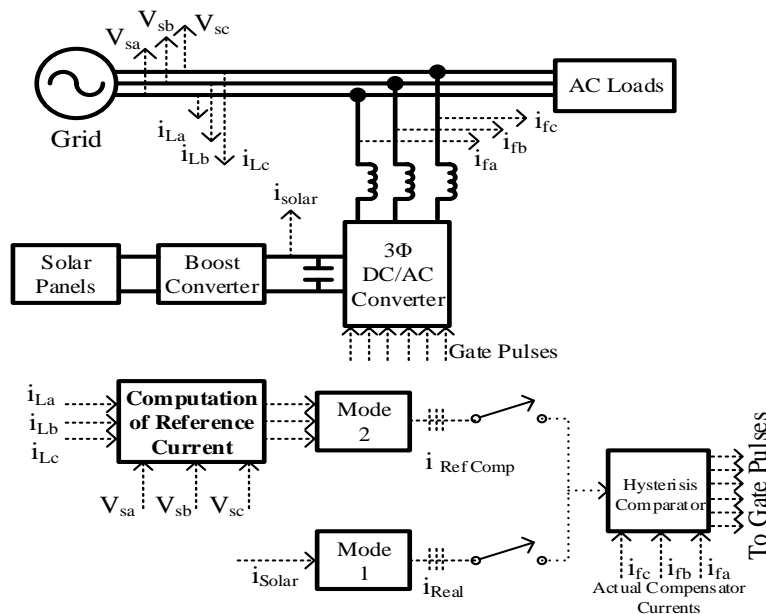 Vsa
Vsb
Vsc
Grid
AC Loads
iLa
iLb
iLc
ifc
ifb
ifa
isolar
Solar
Panels
Boost
Converter
3Φ
DC/AC
Converter
Gate Pulses
iLa
iLb
iLc
Computation
of Reference
Current
Mode
2
i Ref Comp
Vsa
Vsb
Vsc
iSolar
Mode
1
iReal
Hysterisis
Comparator
To Gate Pulses
ifc
ifb
ifa
Actual Compensator
Currents